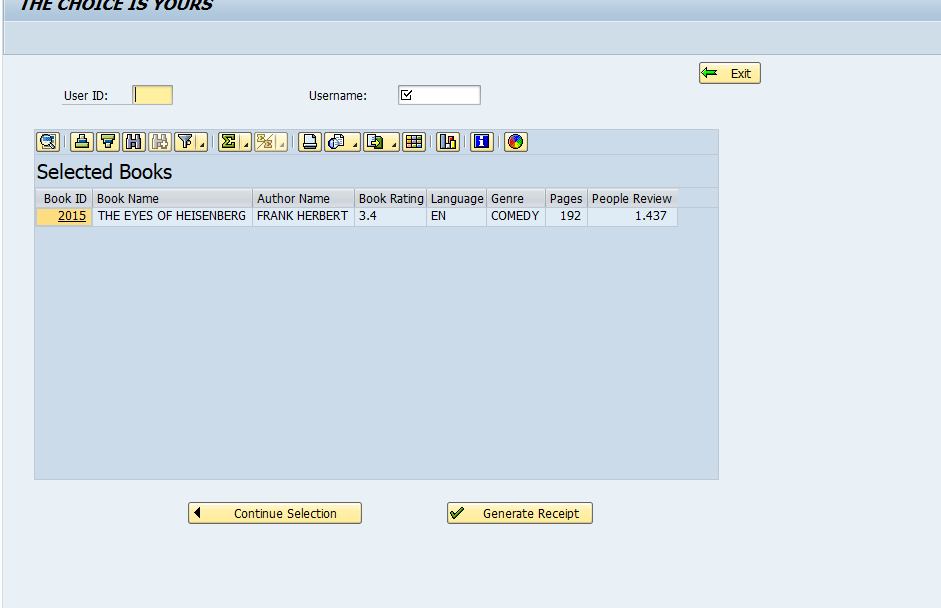 THE CHOICE IS YOURS
Exit
User ID: Username:
Selected Books
Book ID Book Name Author Name Book Rating Language Genre Pages People Review
2015 THE EYES OF HEISENBERG FRANK HERBERT 3.4 EN COMEDY 192 1.437
Continue Selection Generate Receipt